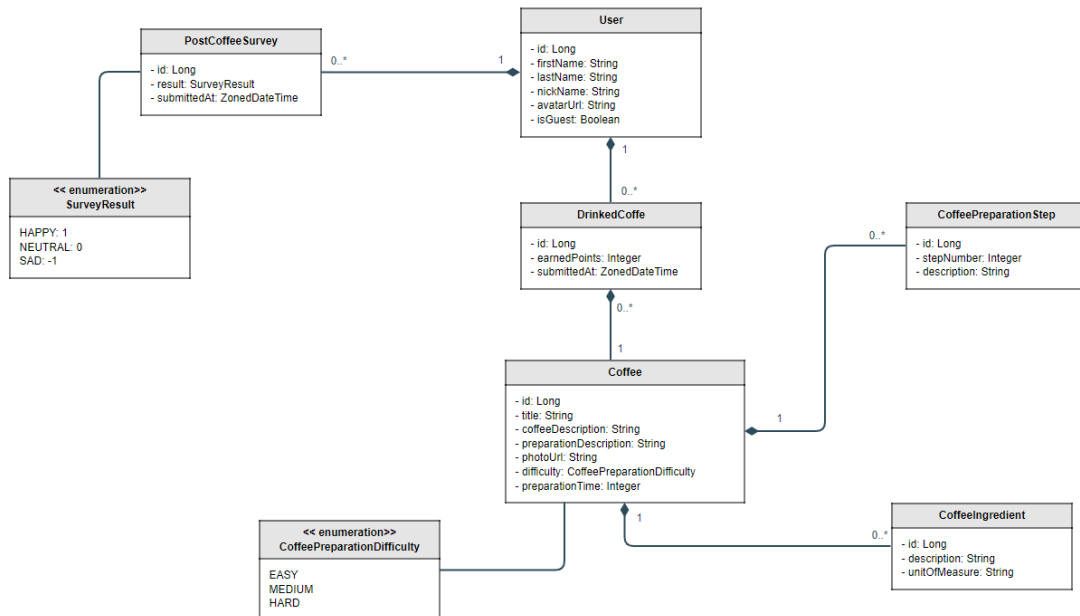 User
- id: Long
- firstName: String
- lastName: String
- nickName: String
- avatarUrl: String
- isGuest: Boolean
PostCoffeeSurvey
- id: Long
- result: SurveyResult
- submittedAt: ZonedDateTime
0..*
1
<< enumeration>>
SurveyResult
HAPPY: 1
NEUTRAL: 0
SAD: -1
1
0..*
DrinkedCoffe
- id: Long
- earnedPoints: Integer
- submittedAt: ZonedDateTime
0..*
1
CoffeePreparationStep
- id: Long
- stepNumber: Integer
- description: String
0..*
1
Coffee
- id: Long
- title: String
- coffeeDescription: String
- preparationDescription: String
- photoUrl: String
- difficulty: CoffeePreparationDifficulty
- preparationTime: Integer
1
0..*
CoffeeIngredient
- id: Long
- description: String
- unitOfMeasure: String
<< enumeration>>
CoffeePreparationDifficulty
EASY
MEDIUM
HARD